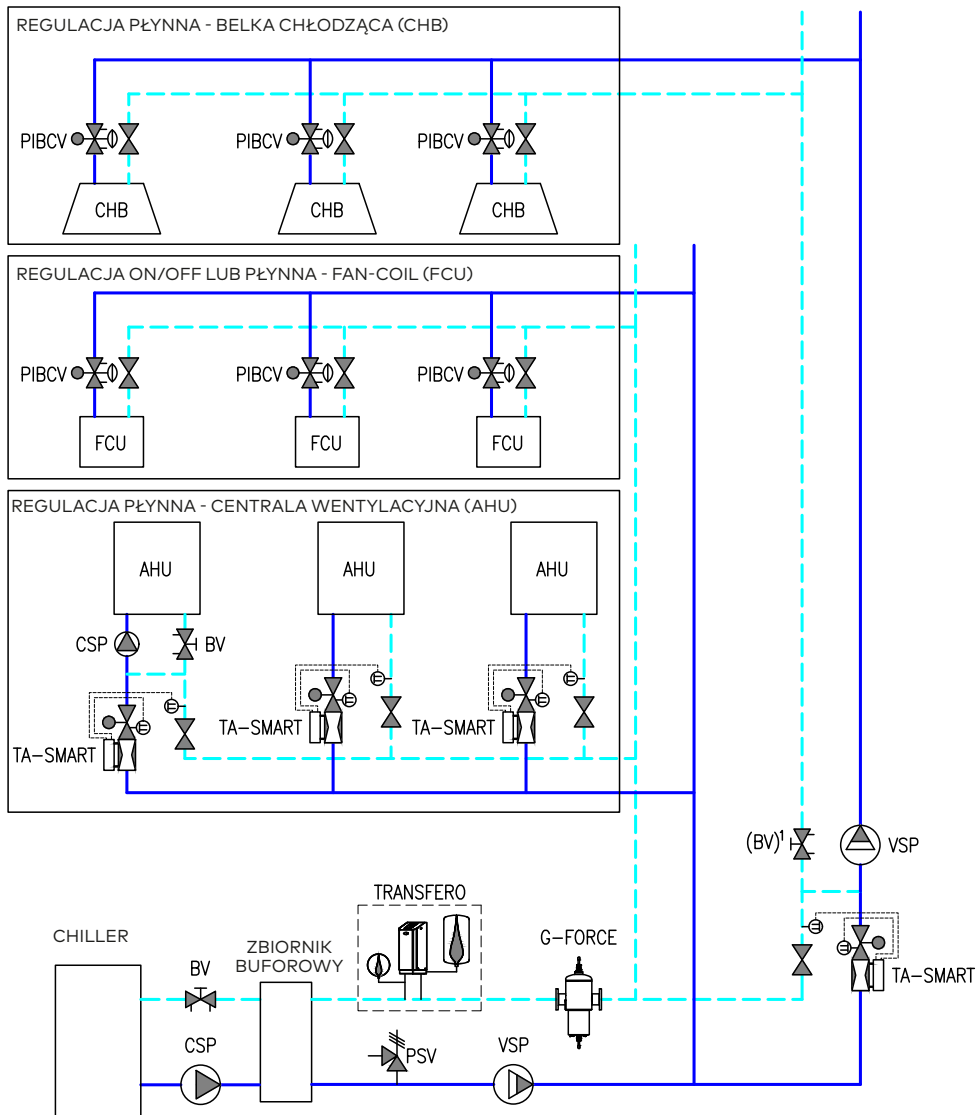 REGULACJA PŁYNNA - BELKA CHŁODZĄCA (CHB)
PIBCV PIBCV PIBCV
CHB CHB CHB
REGULACJA ON/OFF LUB PŁYNNA - FAN-COIL (FCU)
PIBCV PIBCV PIBCV
FCU FCU FCU
REGULACJA PŁYNNA - CENTRALA WENTYLACYJNA (AHU)
AHU AHU AHU
CSP BV
TA-SMART TA-SMART TA-SMART
(BV)¹ VSP
TRANSFERO
CHILLER
ZBIORNIK
BUFOROWY
G-FORCE
BV
TA-SMART
CSP
PSV
VSP